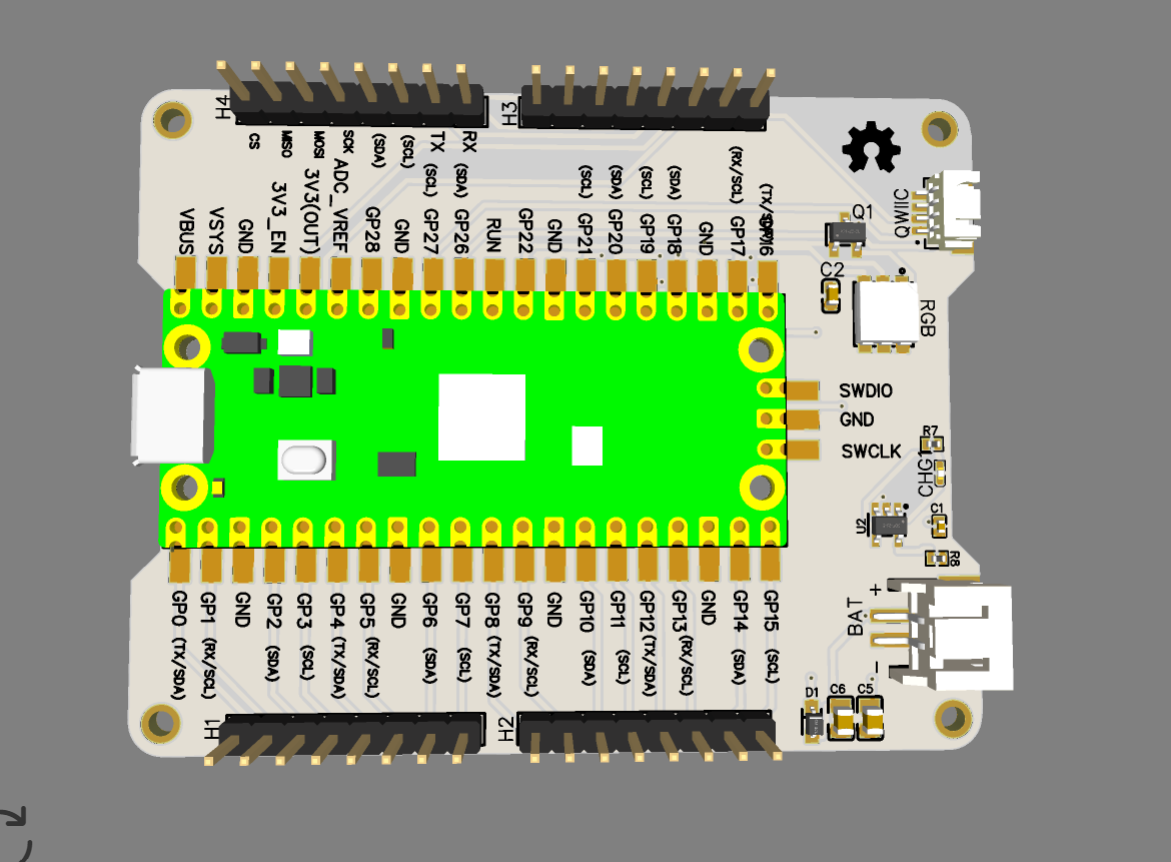 H4
H3
CS
MISO
MOSI
SCK
(SDA)
(SCL)
TX
RX
3V3_EN
3V3(OUT)
ADC_VREF
(SCL)
(SDA)
(SCL)
(SDA)
(SCL)
(SDA)
(RX/SCL)
(TX/SDA)
VBUS
VSYS
GND
GP28
GND
GP27
GP26
RUN
GP22
GND
GP21
GP20
GP19
GP18
GND
GP17
GP16
QWIIC
Q1
C2
RGB
SWDIO
GND
SWCLK
R7
CHG1
U2
C1
R8
BAT
+
-
GP0 (TX/SDA)
GP1 (RX/SCL)
GND
GP2 (SDA)
GP3 (SCL)
GP4 (TX/SDA)
GP5 (RX/SCL)
GND
GP6 (SDA)
GP7 (SCL)
GP8 (TX/SDA)
GP9 (RX/SCL)
GND
GP10 (SDA)
GP11 (SCL)
GP12(TX/SDA)
GP13(RX/SCL)
GND
GP14 (SDA)
GP15 (SCL)
H1
H2
D1
C6
C5